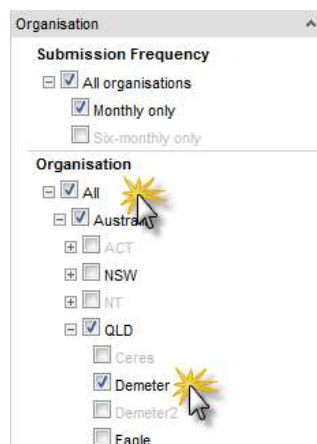 Organisation
Submission Frequency
All organisations
Monthly only
Six-monthly only
Organisation
All
Austra
ACT
NSW
NT
QLD
Ceres
Demeter
Demeter2
Eagle